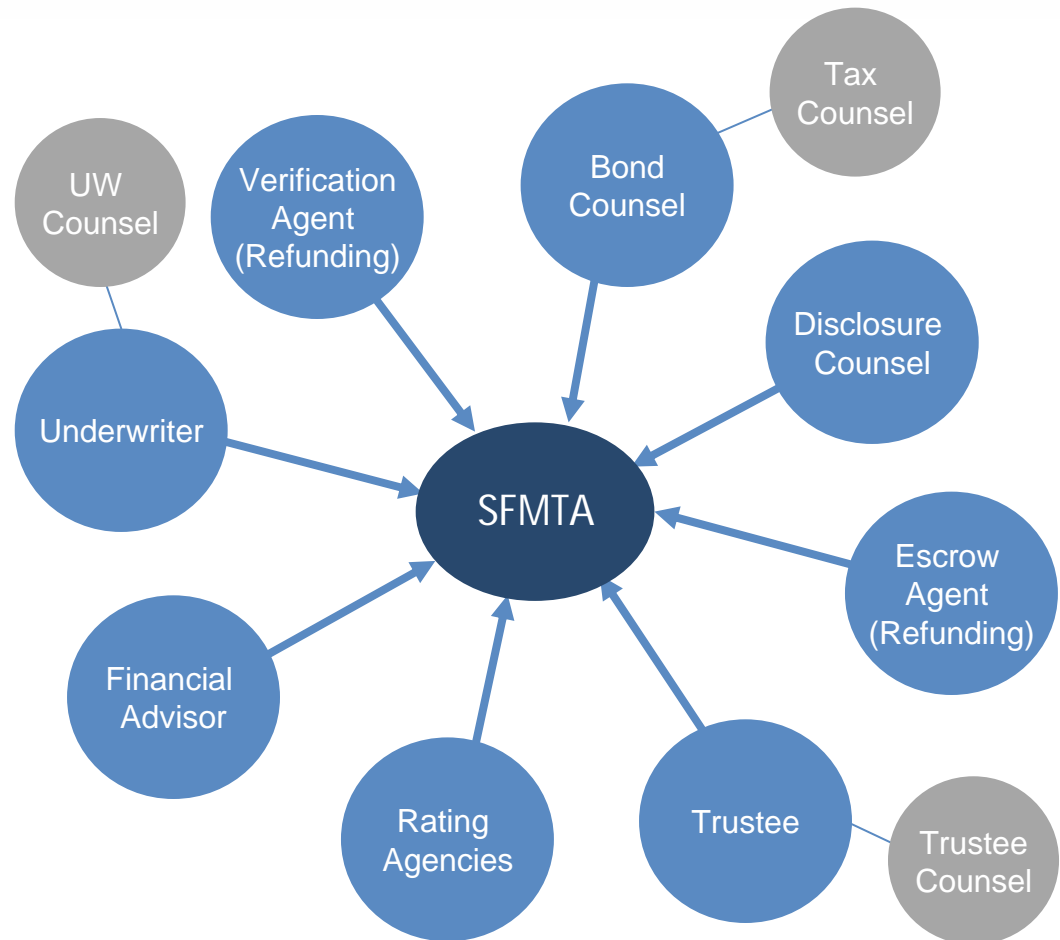 Tax
Counsel
Bond
Counsel
Verification
Agent
(Refunding)
UW
Counsel
Disclosure
Counsel
Underwriter
SFMTA
Escrow
Agent
(Refunding)
Financial
Advisor
Rating
Agencies
Trustee
Trustee
Counsel